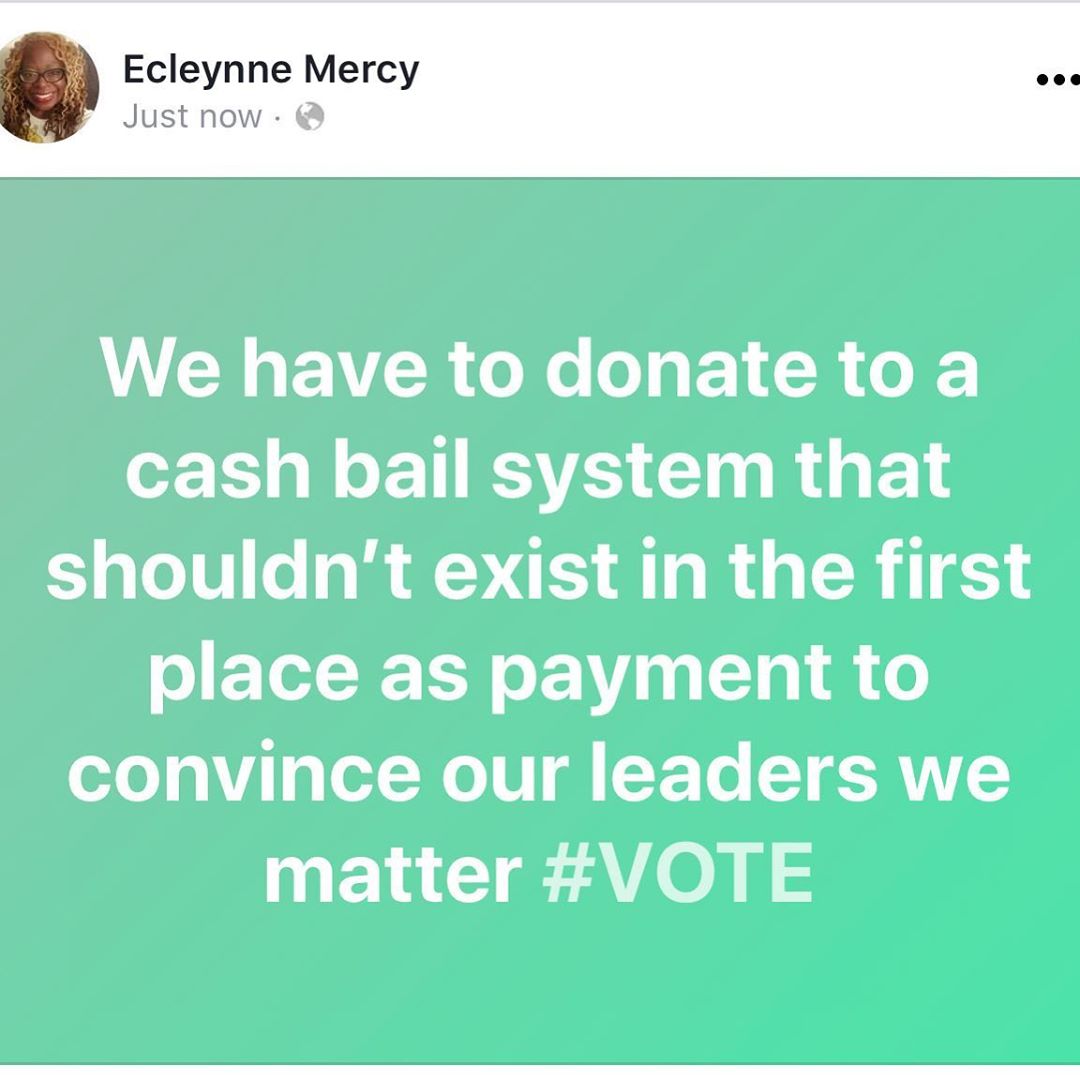 Ecleynne Mercy
Just now ·
We have to donate to a
cash bail system that
shouldn’t exist in the first
place as payment to
convince our leaders we
matter #VOTE